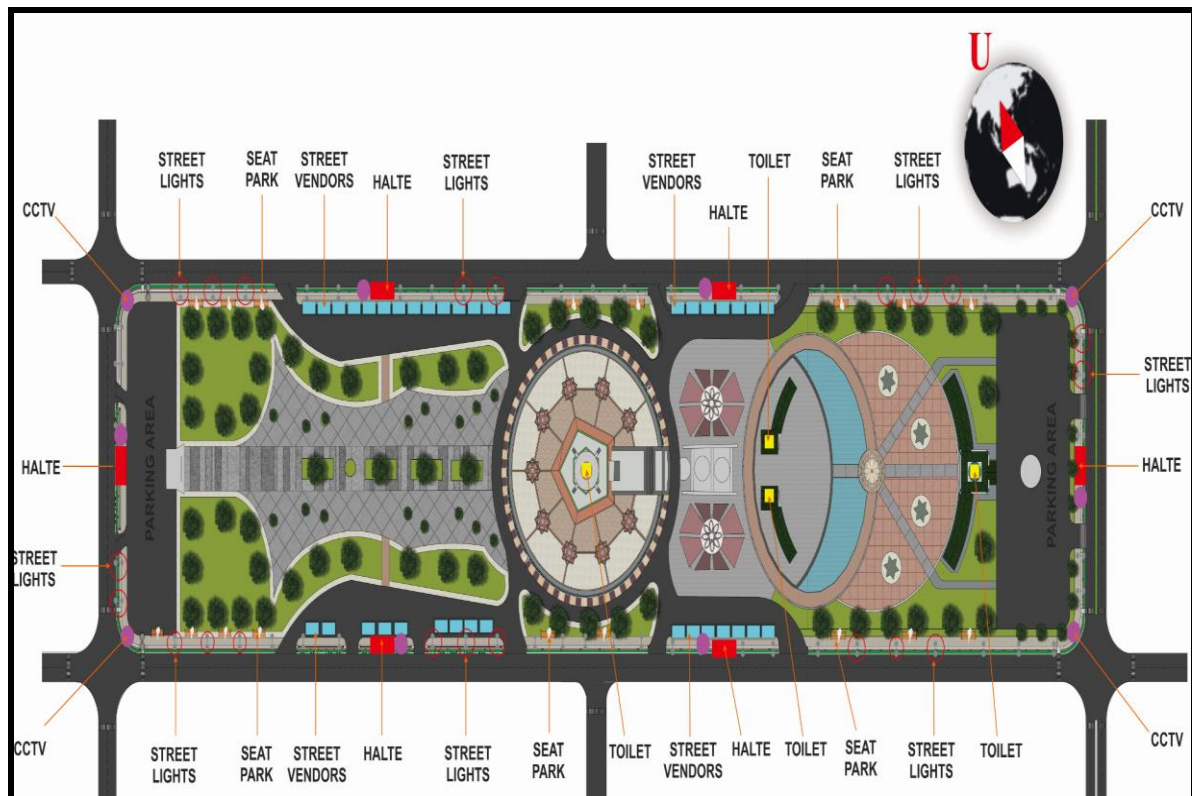 U
STREET
LIGHTS
SEAT
PARK
STREET
VENDORS
HALTE
STREET
LIGHTS
STREET
VENDORS
HALTE
TOILET
SEAT
PARK
STREET
LIGHTS
CCTV
CCTV
STREET
LIGHTS
HALTE
PARKING AREA
PARKING AREA
HALTE
STREET
LIGHTS
CCTV
STREET
LIGHTS
SEAT
PARK
STREET
VENDORS
HALTE
STREET
LIGHTS
SEAT
PARK
TOILET
STREET
VENDORS
HALTE
TOILET
SEAT
PARK
STREET
LIGHTS
TOILET
CCTV